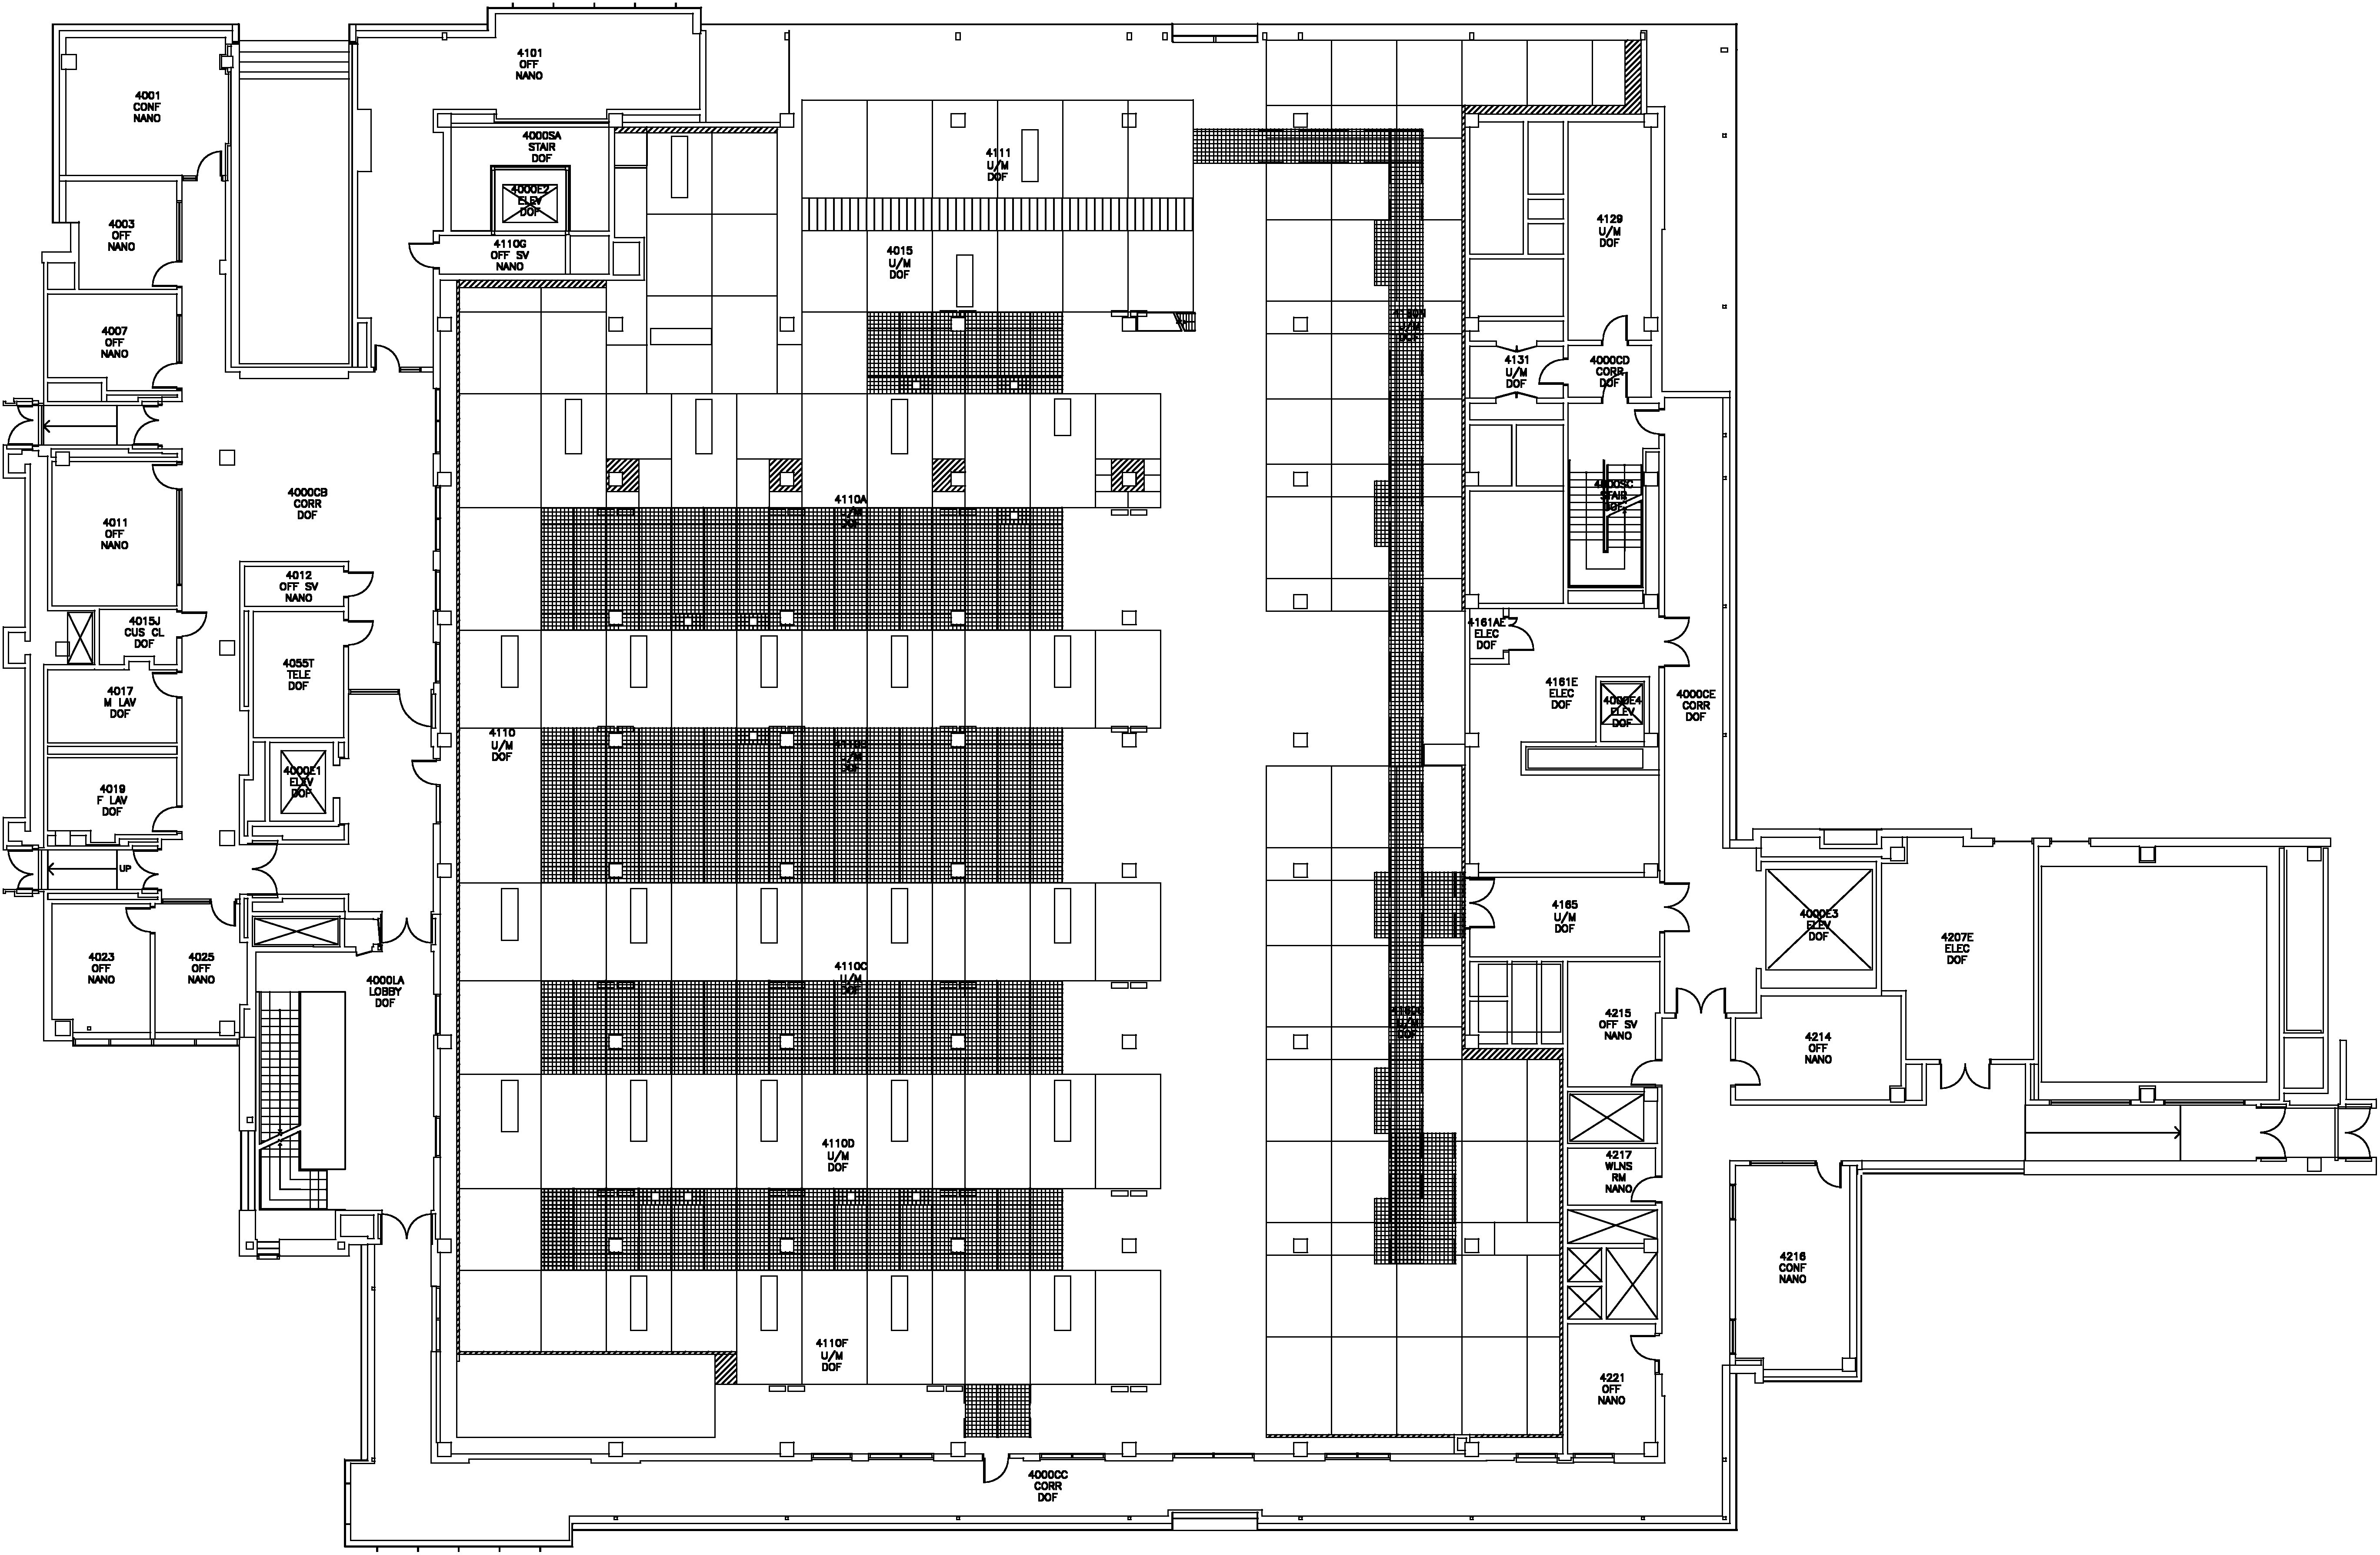 4101
OFF
NANO
4001
CONF
NANO
4000SA
STAIR
DOF
4111
U/M
DOF
4000E2
ELEV
DOF
4003
OFF
NANO
4129
U/M
DOF
4110G
OFF SV
NANO
4015
U/M
DOF
4007
OFF
NANO
U/M
DOF
4131
U/M
DOF
4000CD
CORR
DOF
4000CB
CORR
DOF
4110A
U/M
DOF
4000SC
STAIR
DOF
4011
OFF
NANO
4012
OFF SV
NANO
4015J
CUS CL
DOF
4161AE
ELEC
DOF
4055T
TELE
DOF
4017
M LAV
DOF
4161E
ELEC
DOF
4000E4
ELEV
DOF
4000CE
CORR
DOF
4110
U/M
DOF
U/M
DOF
4000E1
ELEV
DOF
4019
F LAV
DOF
UP
4165
U/M
DOF
4000E3
ELEV
DOF
4207E
ELEC
DOF
4023
OFF
NANO
4025
OFF
NANO
4000LA
LOBBY
DOF
4110C
U/M
DOF
U/M
DOF
4215
OFF SV
NANO
4214
OFF
NANO
4110D
U/M
DOF
4217
WLNS
RM
NANO
4216
CONF
NANO
4110F
U/M
DOF
4221
OFF
NANO
4000CC
CORR
DOF